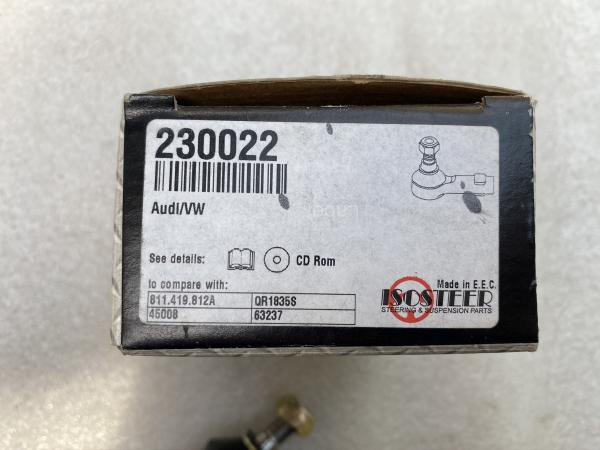 230022
Audi/VW
See details: CD Rom
to compare with:
811.419.812A QR1835S
45008 63237
Made in E.E.C.
ISOSTEER
STEERING & SUSPENSION PARTS